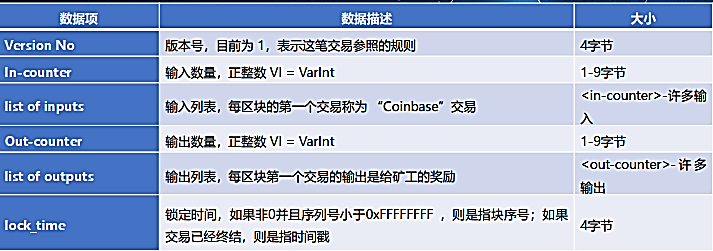 数据项 数据描述 大小
Version No 版本号，目前为 1，表示这笔交易参照的规则 4字节
In-counter 输入数量，正整数 VI = VarInt 1-9字节
list of inputs 输入列表，每区块的第一个交易称为 “Coinbase”交易 <in-counter>-许多输
入
Out-counter 输出数量，正整数 VI = VarInt 1-9字节
list of outputs 输出列表，每区块第一个交易的输出是给矿工的奖励 <out-counter>-许多
输出
lock_time 锁定时间，如果非0并且序列号小于0xFFFFFFFF ，则是指块序号；如果
交易已经终结，则是指时间戳 4字节